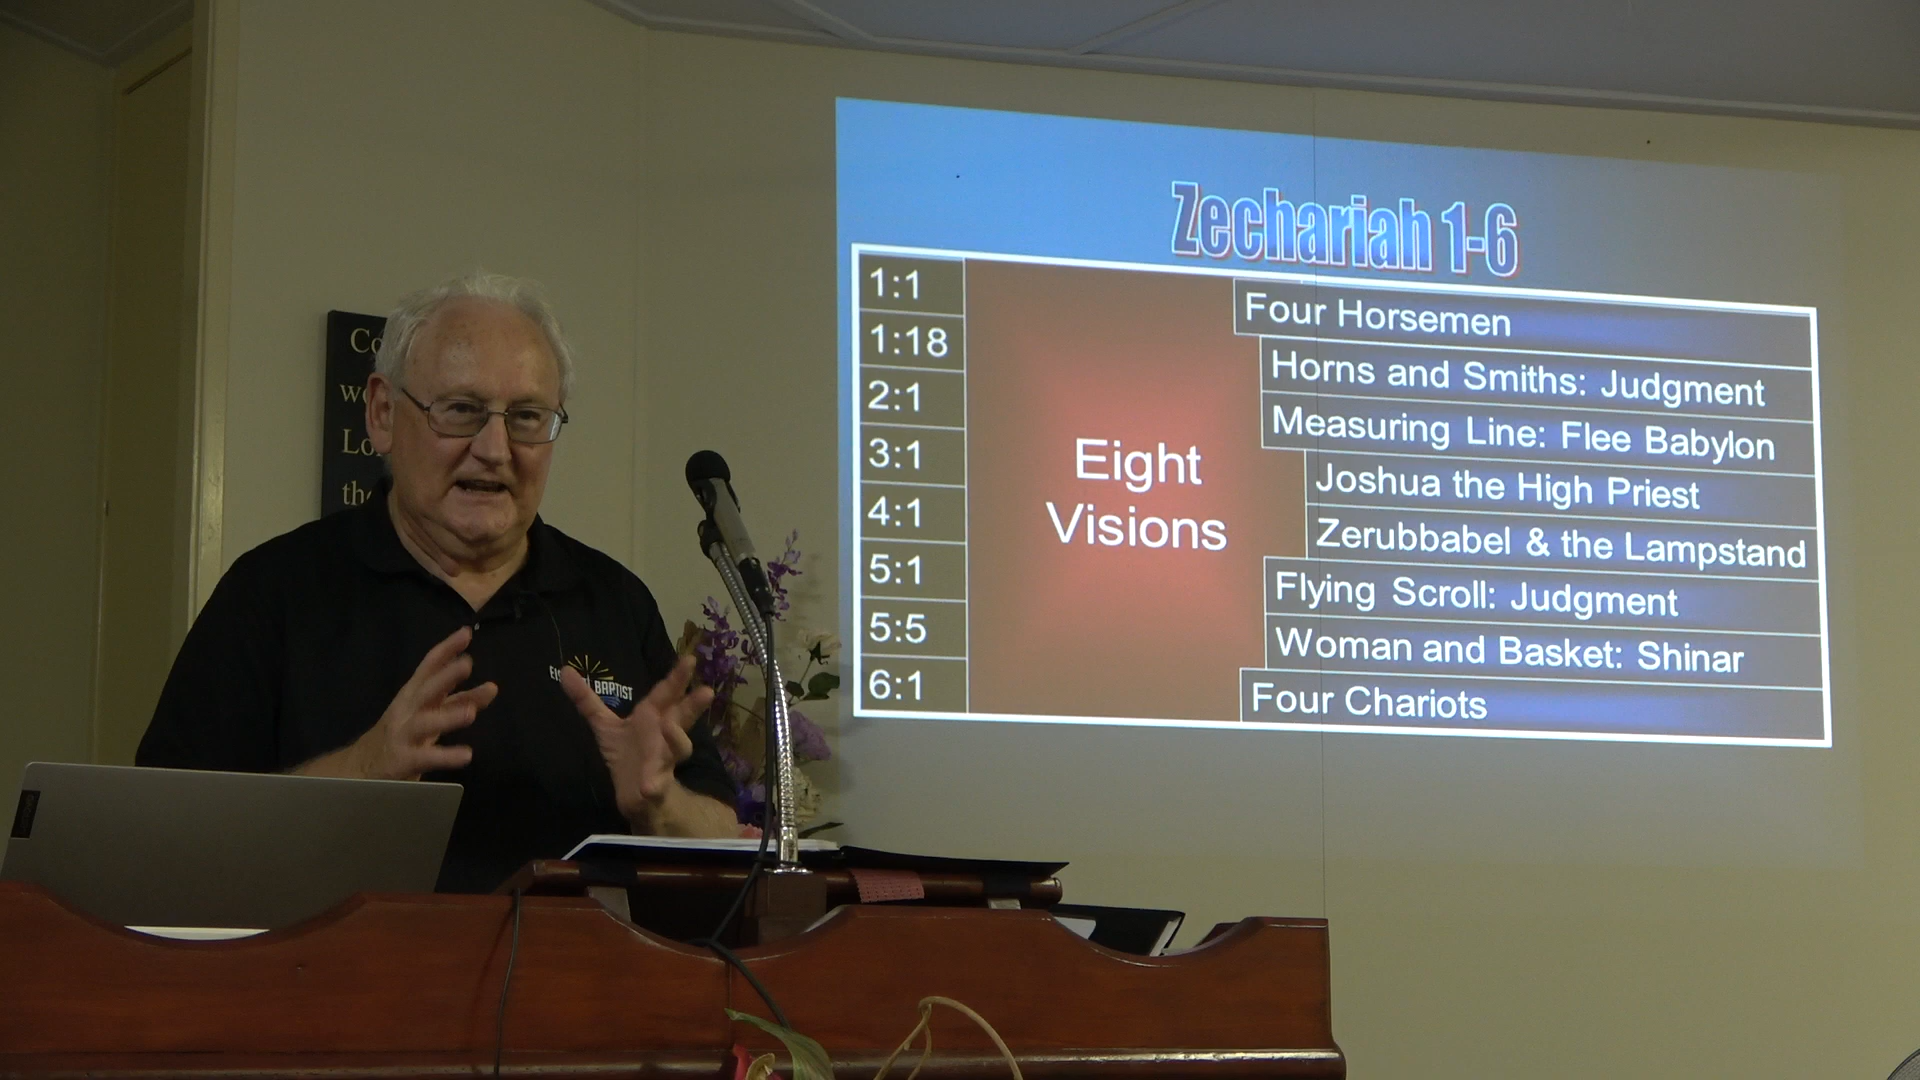 Zechariah 1-6
1:1
1:18
2:1
3:1
4:1
5:1
5:5
6:1
Eight
Visions
Four Horsemen
Horns and Smiths: Judgment
Measuring Line: Flee Babylon
Joshua the High Priest
Zerubbabel & the Lampstand
Flying Scroll: Judgment
Woman and Basket: Shinar
Four Chariots
BAPTIST